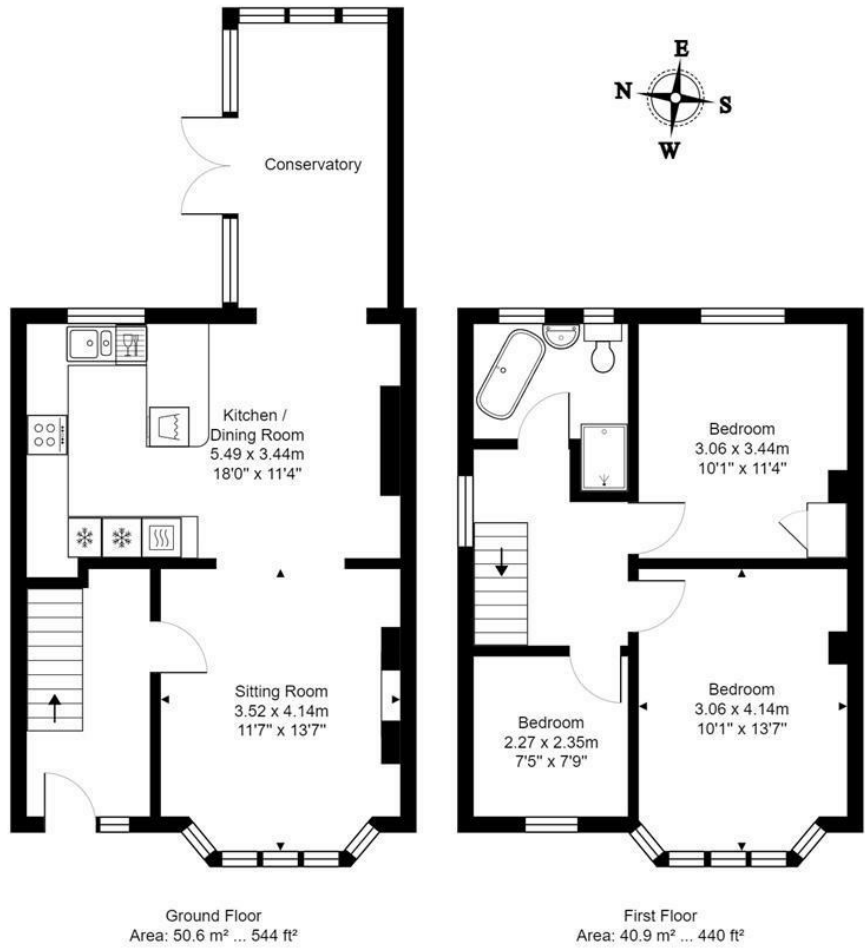 E
N
S
W
Conservatory
Kitchen /
Dining Room
5.49 x 3.44m
18'0" x 11'4"
Sitting Room
3.52 x 4.14m
11'7" x 13'7"
Bedroom
3.06 x 3.44m
10'1" x 11'4"
Bedroom
3.06 x 4.14m
10'1" x 13'7"
Bedroom
2.27 x 2.35m
7'5" x 7'9"
Ground Floor
Area: 50.6 m² ... 544 ft²
First Floor
Area: 40.9 m² ... 440 ft²